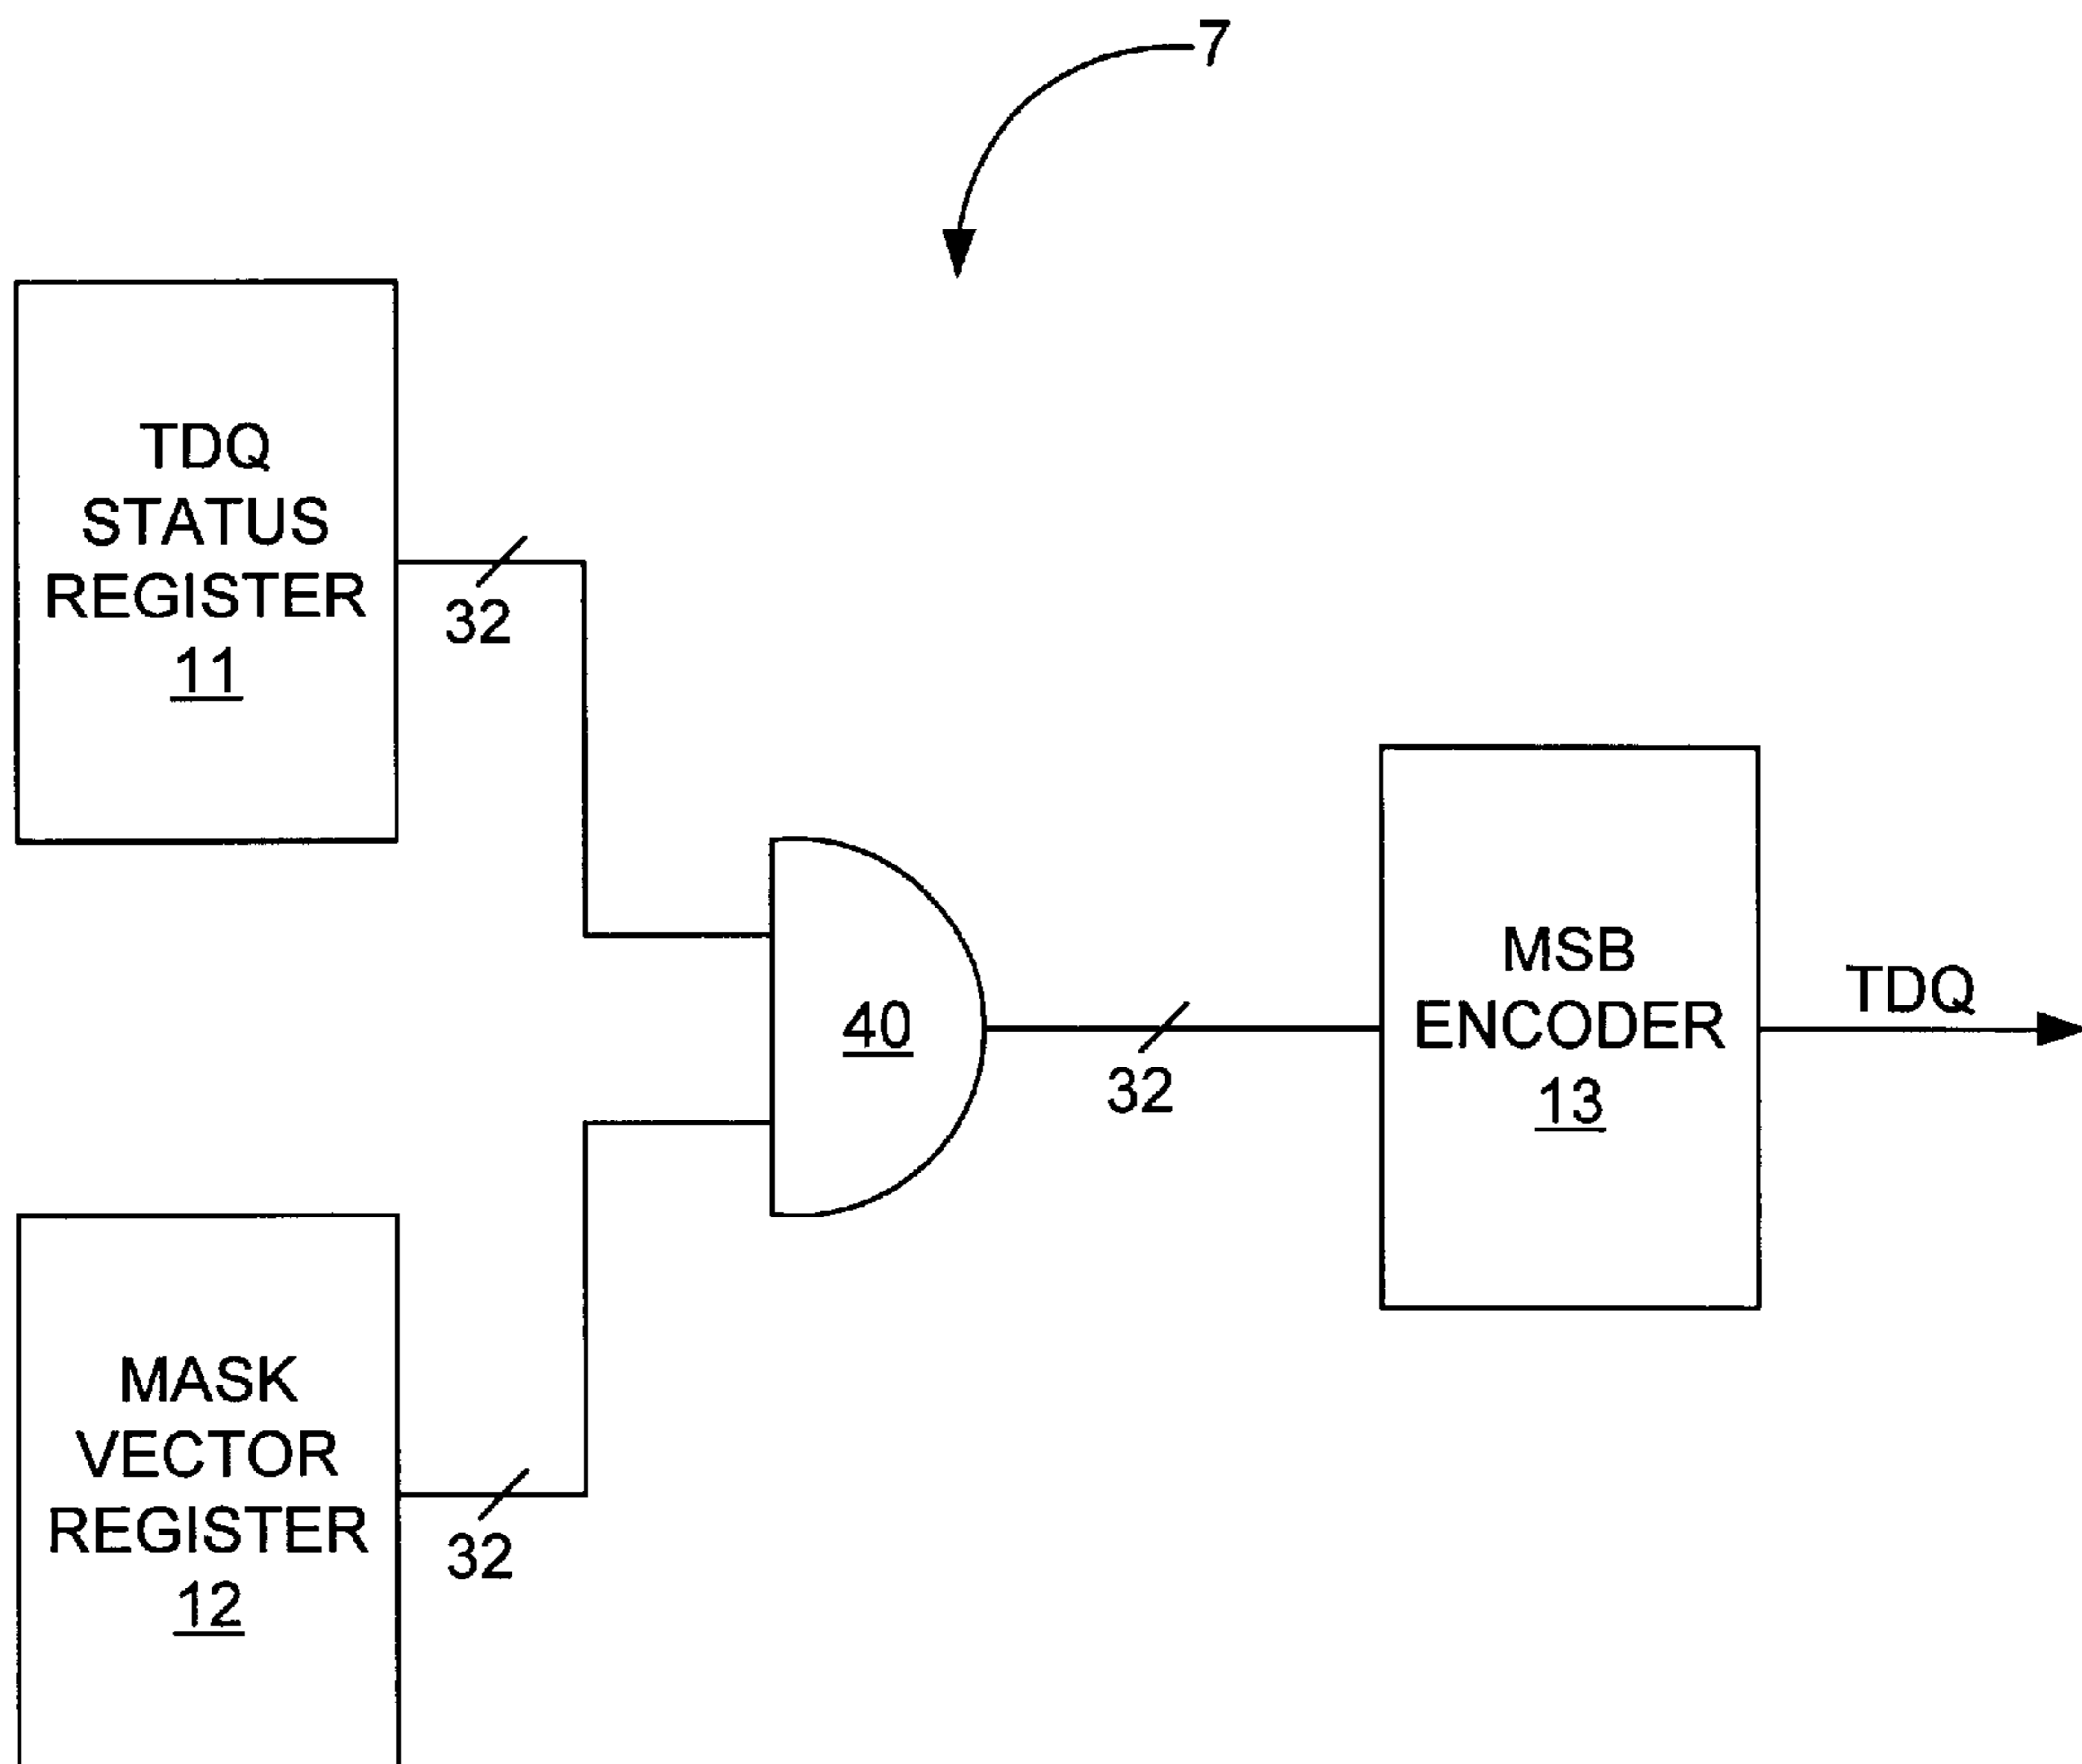 7
TDQ
STATUS
REGISTER
11
32
40
32
MSB
ENCODER
13
TDQ
MASK
VECTOR
REGISTER
12
32